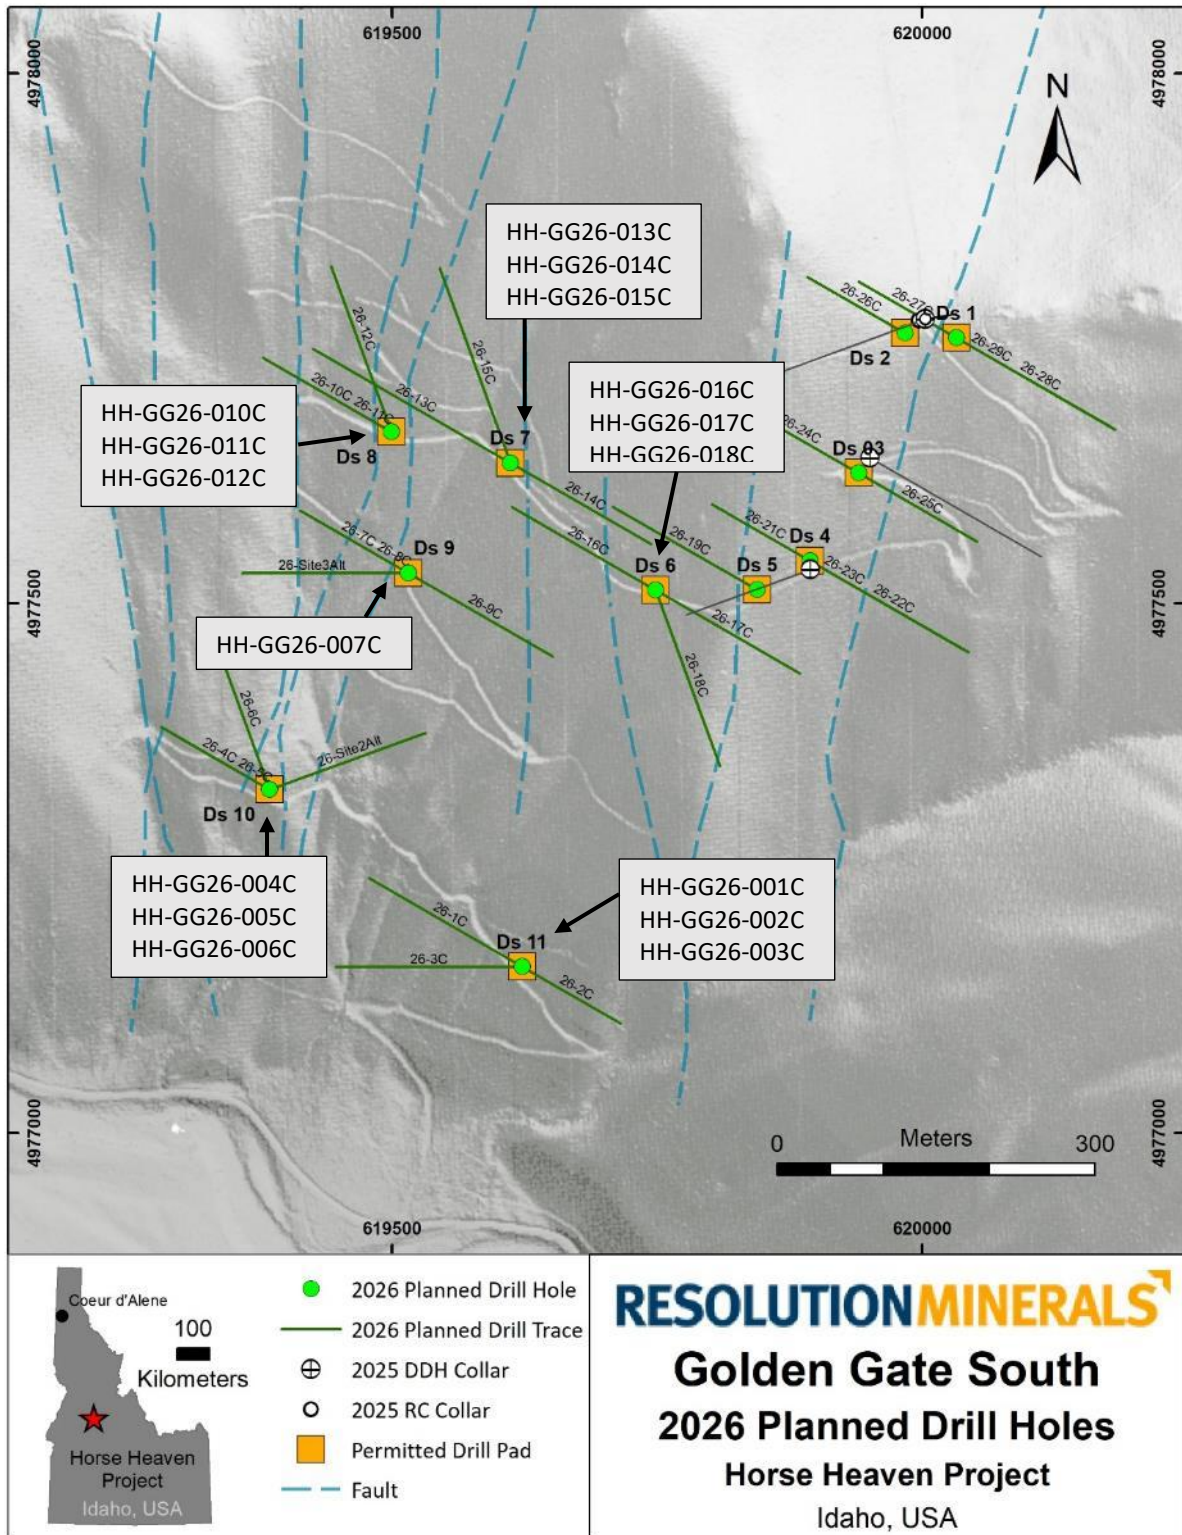 619500
620000
4978000
4978000
N
HH-GG26-013C
HH-GG26-014C
HH-GG26-015C
26-12C
26-15C
26-26C
26-27C
Ds 1
Ds 2
26-29C
26-28C
HH-GG26-016C
HH-GG26-017C
HH-GG26-018C
HH-GG26-010C
HH-GG26-011C
HH-GG26-012C
26-10C
26-11C
26-13C
Ds 8
Ds 7
26-24C
Ds 03
26-25C
26-14C
26-16C
26-19C
26-21C
Ds 4
26-23C
26-22C
26-7C
26-8C
Ds 9
26-Site3Alt
26-9C
Ds 6
Ds 5
26-17C
26-18C
4977500
4977500
HH-GG26-007C
26-6C
26-4C
26-5C
26-Site2Alt
Ds 10
HH-GG26-004C
HH-GG26-005C
HH-GG26-006C
HH-GG26-001C
HH-GG26-002C
HH-GG26-003C
26-1C
Ds 11
26-3C
26-2C
4977000
4977000
0 Meters 300
619500
620000
Coeur d'Alene
100
Kilometers
Horse Heaven
Project
Idaho, USA
2026 Planned Drill Hole
2026 Planned Drill Trace
2025 DDH Collar
2025 RC Collar
Permitted Drill Pad
Fault
RESOLUTIONMINERALS
Golden Gate South
2026 Planned Drill Holes
Horse Heaven Project
Idaho, USA